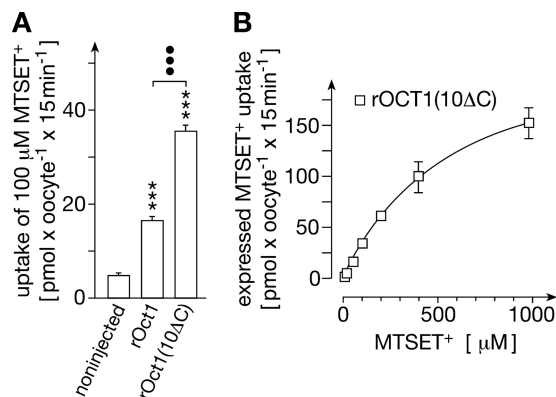 A
uptake of 100 µM MTSET⁺
[ pmol x oocyte⁻¹ x 15min⁻¹ ]
40
20
0
***
***
●●●
noninjected
rOct1
rOct1(10ΔC)
B
expressed MTSET⁺ uptake
[ pmol x oocyte⁻¹ x 15min⁻¹ ]
rOCT1(10ΔC)
150
100
50
0
0 500 1000
MTSET⁺ [ µM ]